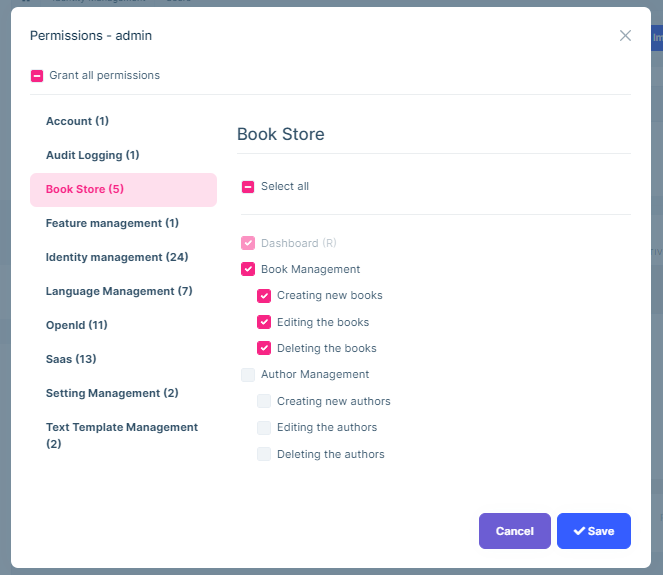 Permissions - admin
Grant all permissions
Account (1)
Audit Logging (1)
Book Store (5)
Feature management (1)
Identity management (24)
Language Management (7)
OpenId (11)
Saas (13)
Setting Management (2)
Text Template Management
(2)
Book Store
Select all
Dashboard (R)
Book Management
Creating new books
Editing the books
Deleting the books
Author Management
Creating new authors
Editing the authors
Deleting the authors
Cancel
Save